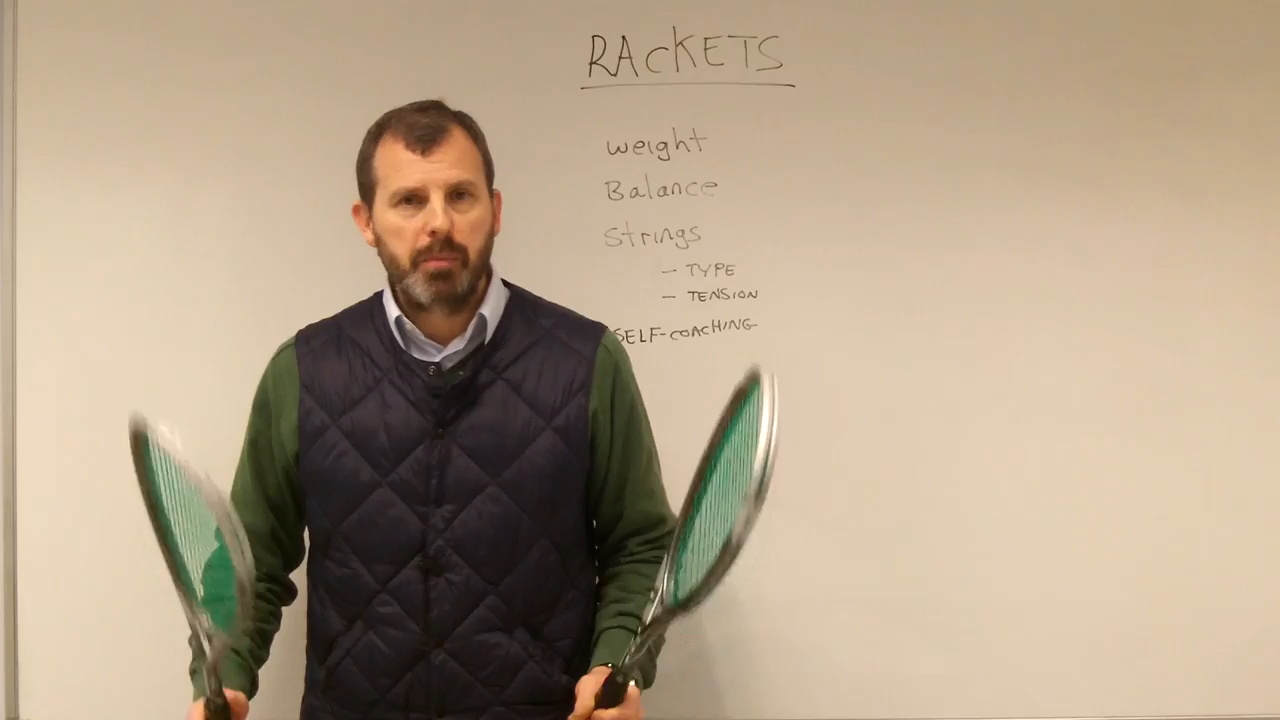 RACKETS
weight
Balance
Strings
- TYPE
- TENSION
SELF-COACHING